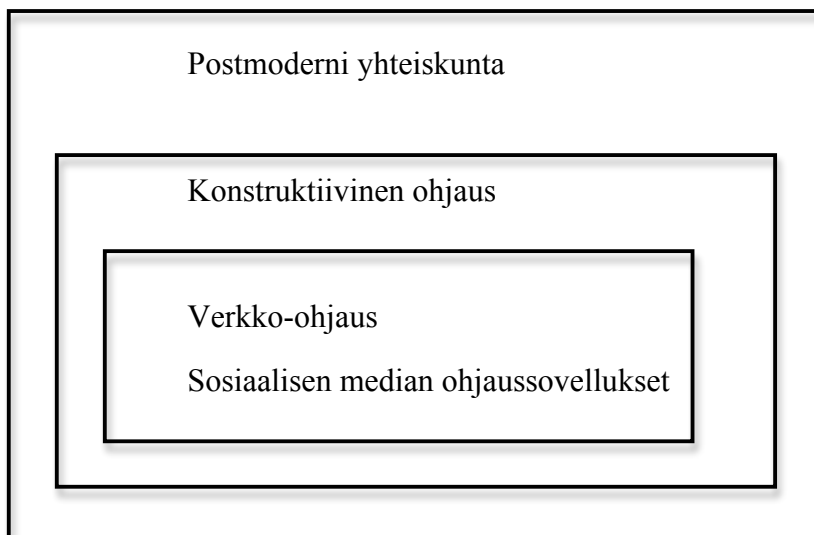 Postmoderni yhteiskunta
Konstruktiivinen ohjaus
Verkko-ohjaus
Sosiaalisen median ohjaussovellukset